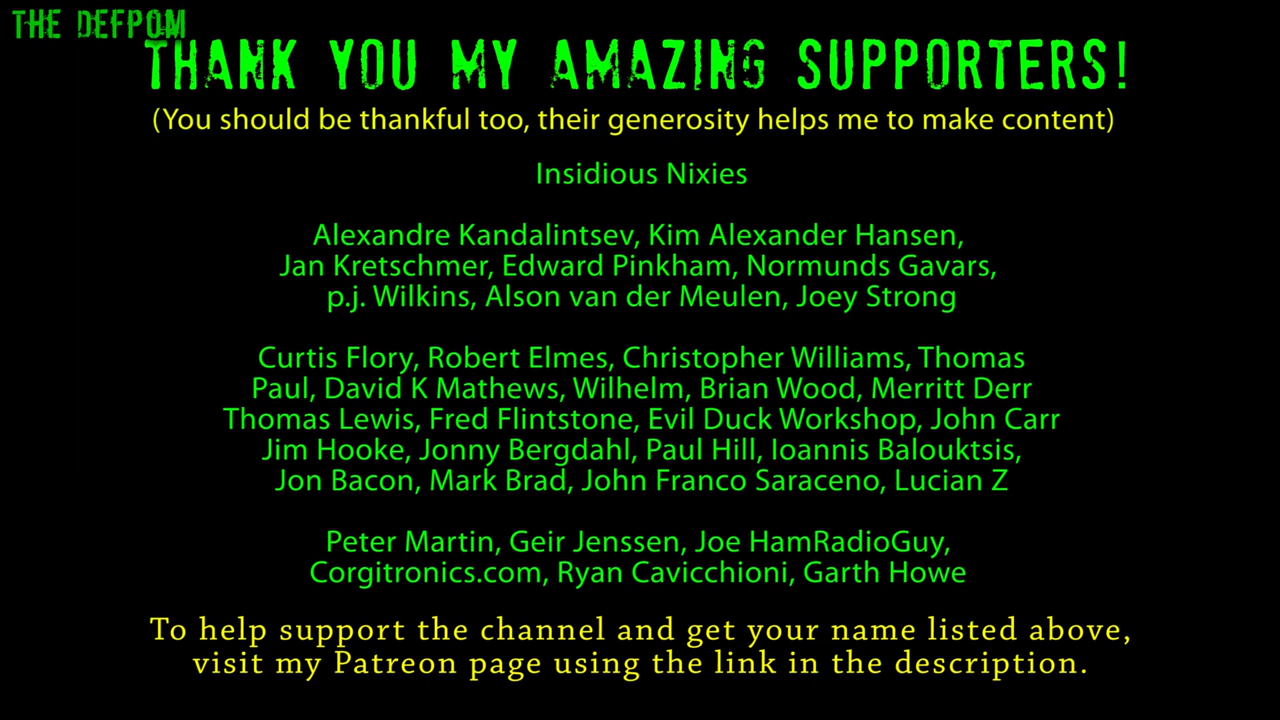 THE DEFPOM
THANK YOU MY AMAZING SUPPORTERS!
(You should be thankful too, their generosity helps me to make content)
Insidious Nixies
Alexandre Kandalintsev, Kim Alexander Hansen,
Jan Kretschmer, Edward Pinkham, Normunds Gavars,
p.j. Wilkins, Alson van der Meulen, Joey Strong
Curtis Flory, Robert Elmes, Christopher Williams, Thomas
Paul, David K Mathews, Wilhelm, Brian Wood, Merritt Derr
Thomas Lewis, Fred Flintstone, Evil Duck Workshop, John Carr
Jim Hooke, Jonny Bergdahl, Paul Hill, Ioannis Balouktsis,
Jon Bacon, Mark Brad, John Franco Saraceno, Lucian Z
Peter Martin, Geir Jenssen, Joe HamRadioGuy,
Corgitronics.com, Ryan Cavicchioni, Garth Howe
To help support the channel and get your name listed above,
visit my Patreon page using the link in the description.